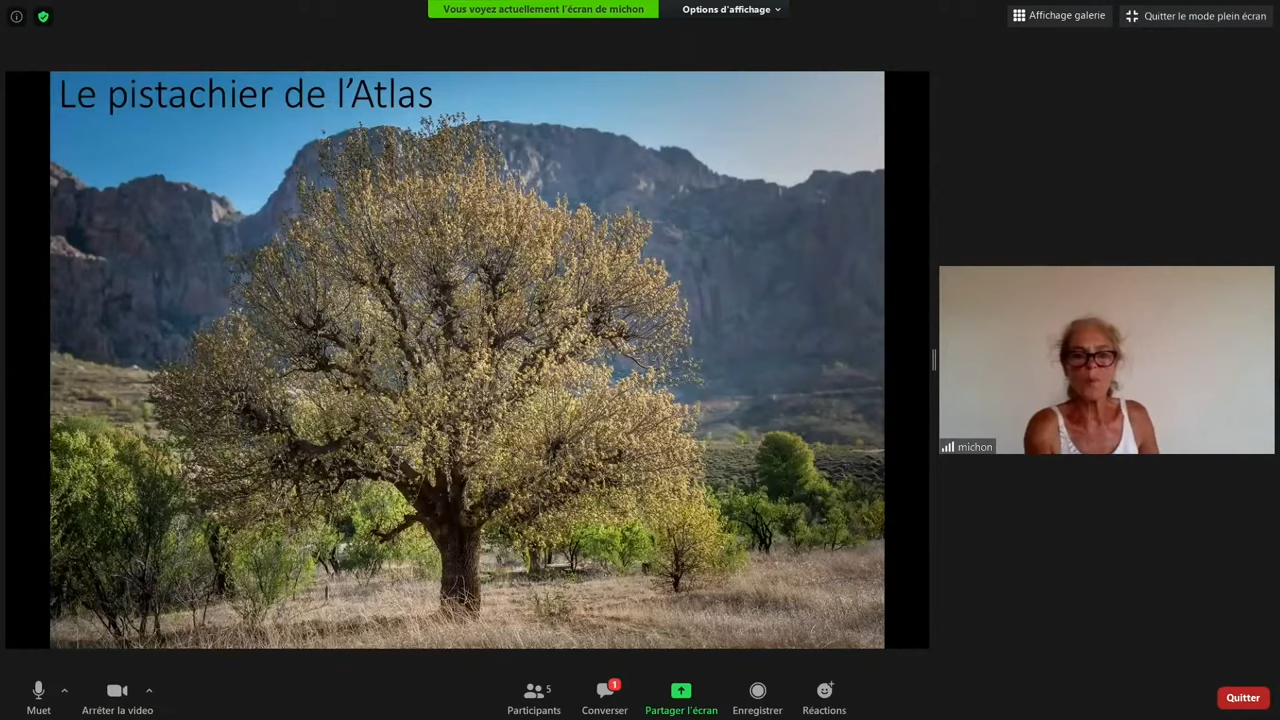 Vous voyez actuellement l'écran de michon
Options d'affichage
Affichage galerie
Quitter le mode plein écran
Le pistachier de l'Atlas
michon
Muet
Arrêter la video
5
Participants
1
Converser
Partager l'écran
Enregistrer
Réactions
Quitter